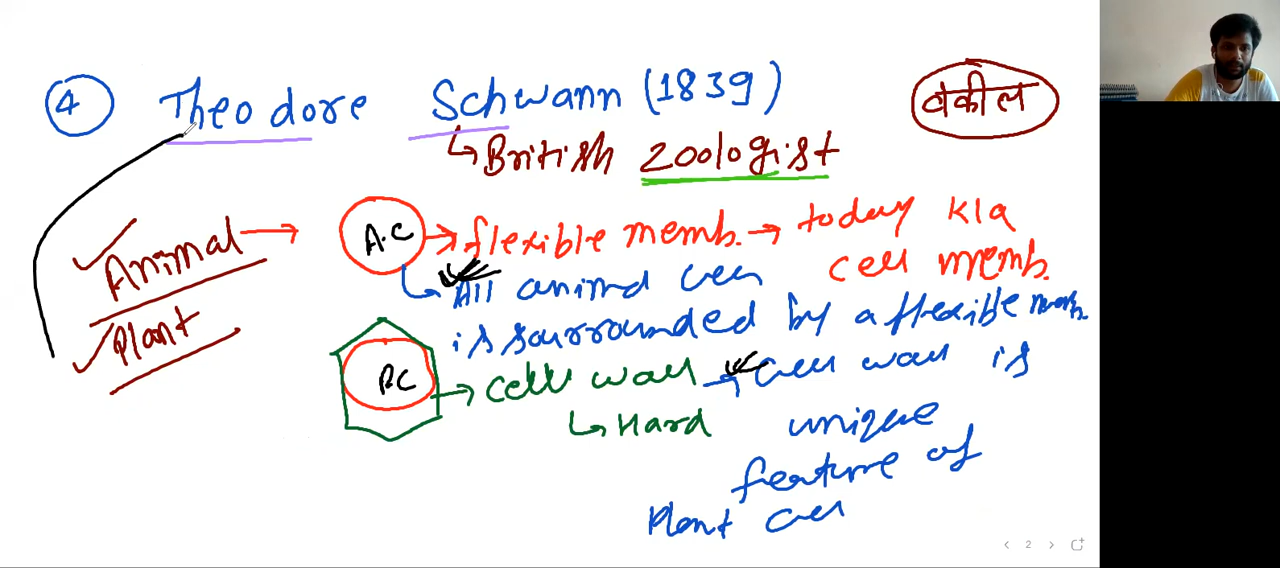 4 Theodore Schwann (1839) वकील
British Zoologist
Animal A.C flexible memb. today Kla
cell memb.
All animal cell
is surrounded by a flexible memb.
Plant P.C cell wall cell wall is
Hard unique
feature of
Plant cell
2